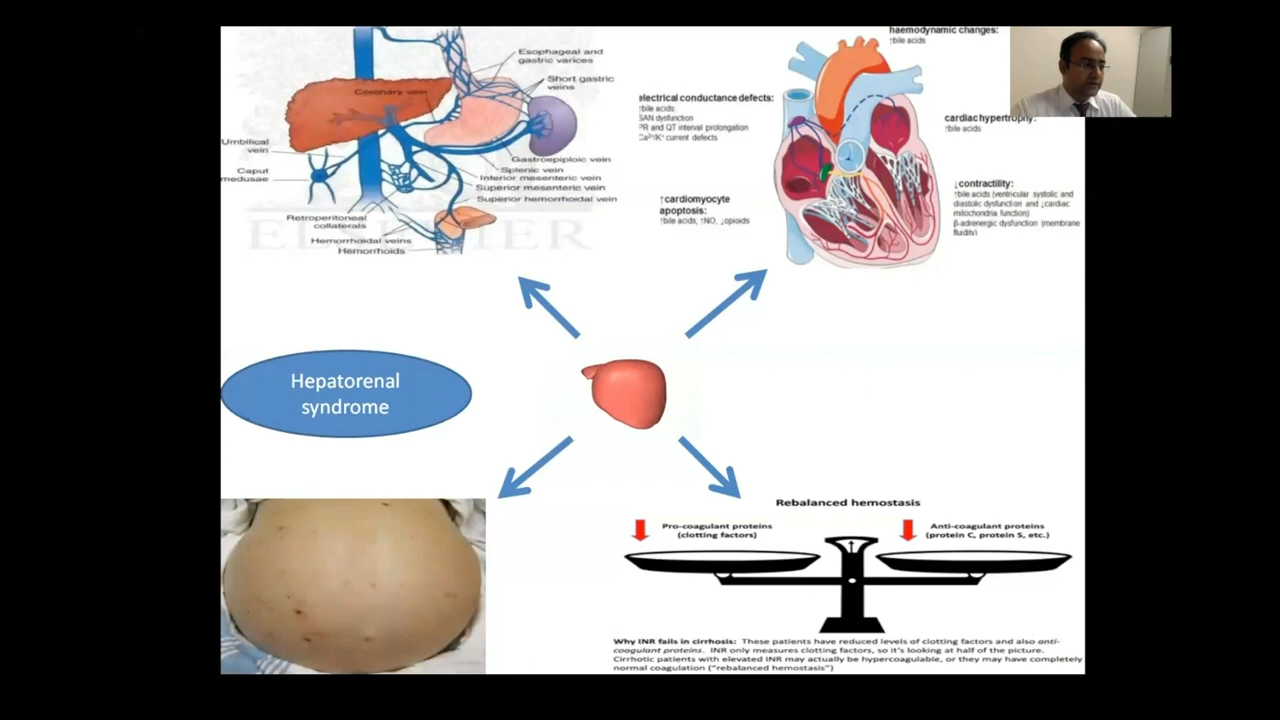 Esophageal and
gastric varices
Short gastric
veins
Coronary vein
Umbilical
vein
Caput
medusae
Gastroepiploic vein
Splenic vein
Inferior mesenteric vein
Superior mesenteric vein
Superior hemorrhoidal vein
Retroperitoneal
collaterals
Hemorrhoidal veins
Hemorrhoids
haemodynamic changes:
↑bile acids
electrical conductance defects:
↑bile acids:
SAN dysfunction
PR and QT interval prolongation
Ca²⁺/K⁺ current defects
cardiac hypertrophy:
↑bile acids
↑cardiomyocyte
apoptosis:
↑bile acids, ↑NO, ↓opioids
↓contractility:
↑bile acids (ventricular systolic and
diastolic dysfunction and ↓cardiac
mitochondria function)
β-adrenergic dysfunction (membrane
fluidity)
Hepatorenal
syndrome
Rebalanced hemostasis
Pro-coagulant proteins
(clotting factors)
Anti-coagulant proteins
(protein C, protein S, etc.)
Why INR fails in cirrhosis: These patients have reduced levels of clotting factors and also anti-
coagulant proteins. INR only measures clotting factors, so it's looking at half of the picture.
Cirrhotic patients with elevated INR may actually be hypercoagulable, or they may have completely
normal coagulation ("rebalanced hemostasis")